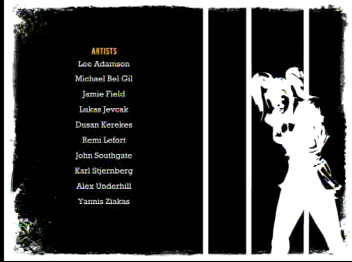 ARTISTS
Lee Adamson
Michael Bel Gil
Jamie Field
Lukas Jevcak
Dusan Kerekes
Remi Lefort
John Southgate
Karl Stjernberg
Alex Underhill
Yannis Ziakas